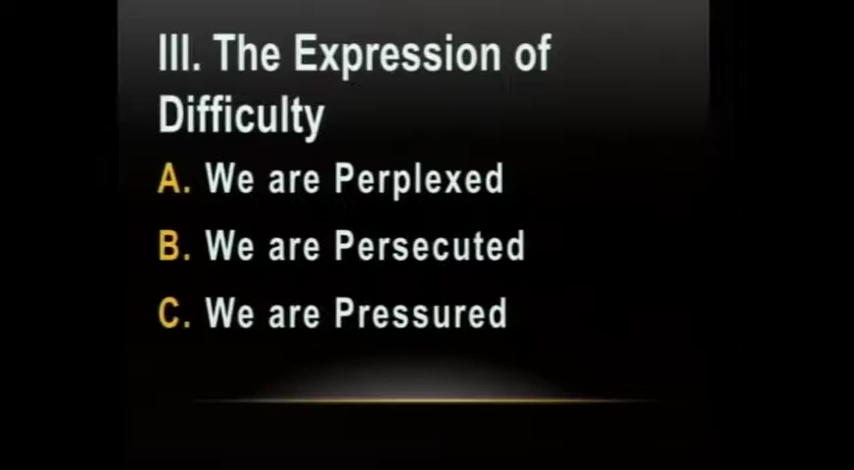 III. The Expression of
Difficulty
A. We are Perplexed
B. We are Persecuted
C. We are Pressured